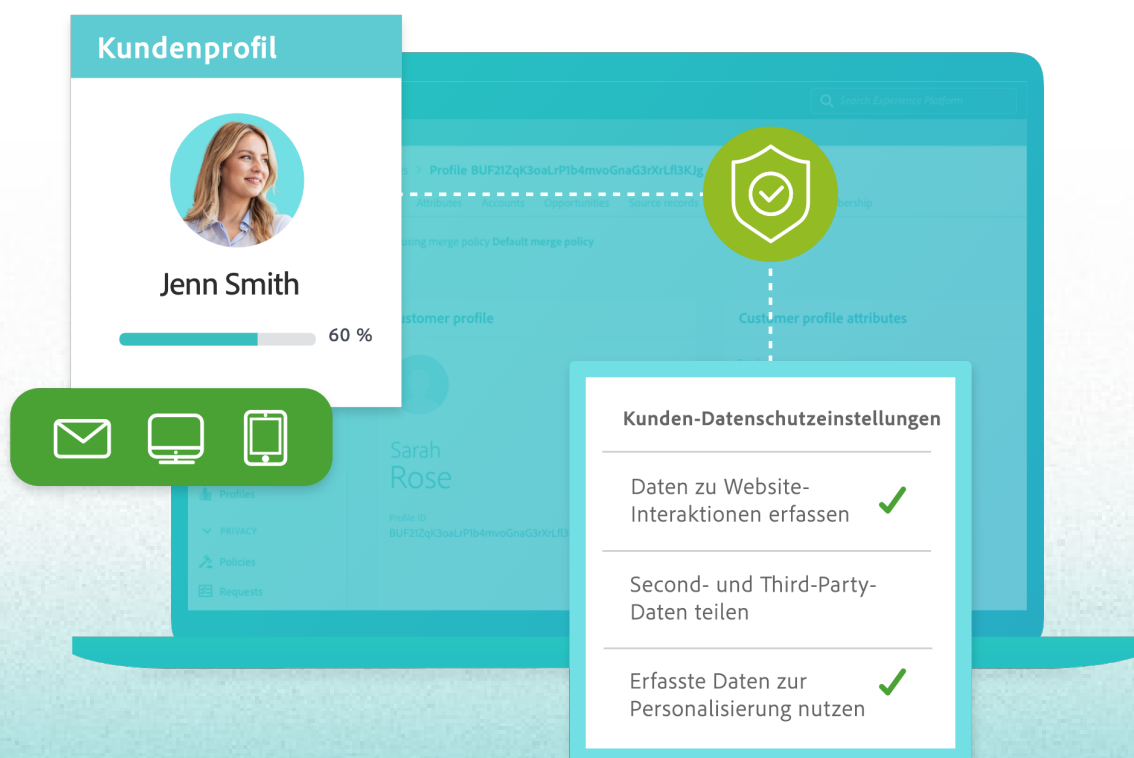 Kundenprofil
Jenn Smith
60 %
Search Experience Platform
> Profile BUF21ZqK3oaLrP1b4mvoGnaG3rXrLfl3KJg
Attributes Accounts Opportunities Source records
using merge policy Default merge policy
customer profile
Customer profile attributes
Sarah
Rose
Profile ID
BUF21ZqK3oaLrP1b4mvoGnaG3rXrLfl3
Profiles
PRIVACY
Policies
Requests
Kunden-Datenschutzeinstellungen
Daten zu Website-
Interaktionen erfassen
Second- und Third-Party-
Daten teilen
Erfasste Daten zur
Personalisierung nutzen